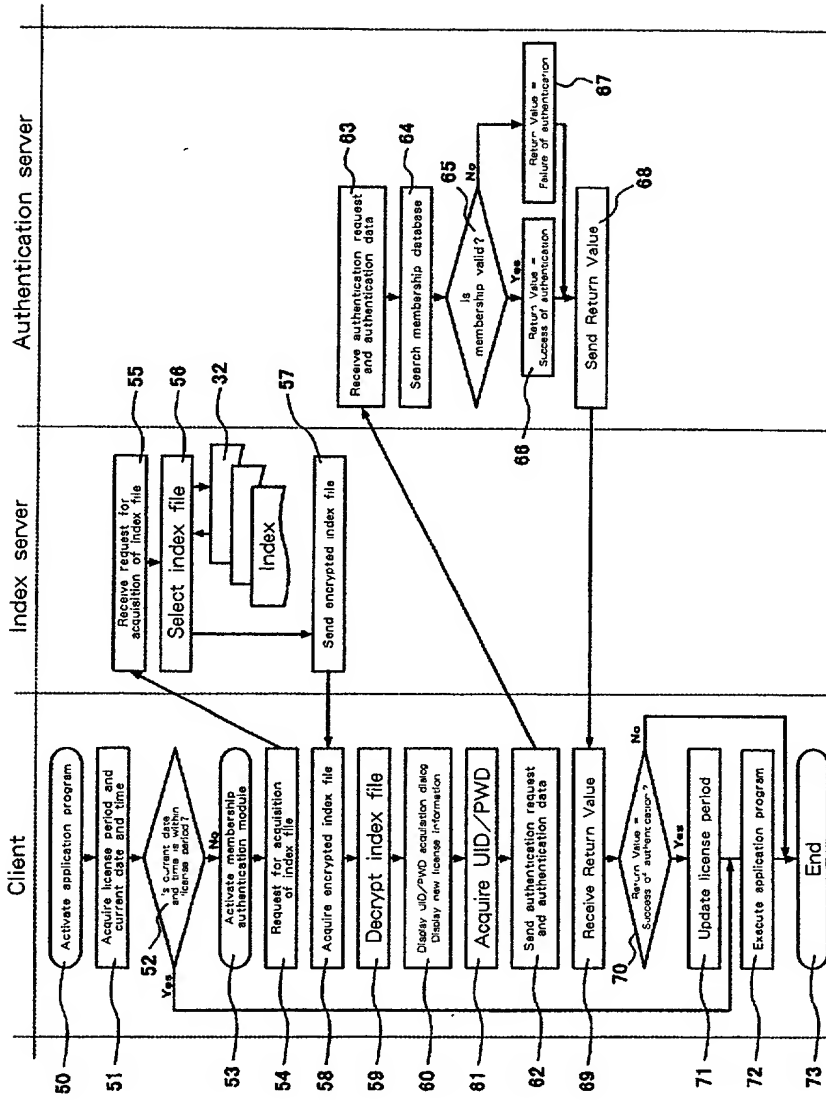 Client
Index server
Authentication server
50
Activate application program
51
Acquire license period and
current date and time
52
Is current date
and time is within
license period?
Yes
No
53
Activate membership
authentication module
54
Request for acquisition
of index file
55
Receive request for
acquisition of index file
56
Select index file
32
Index
57
Send encrypted index file
58
Acquire encrypted index file
59
Decrypt index file
60
Display UID/PWD acquisition dialog
Display new license information
61
Acquire UID/PWD
62
Send authentication request
and authentication data
63
Receive authentication request
and authentication data
64
Search membership database
65
Is
membership valid?
Yes
No
66
Return Value =
Success of authentication
67
Return Value =
Failure of authentication
68
Send Return Value
69
Receive Return Value
70
Return Value =
Success of authentication?
Yes
No
71
Update license period
72
Execute application program
73
End